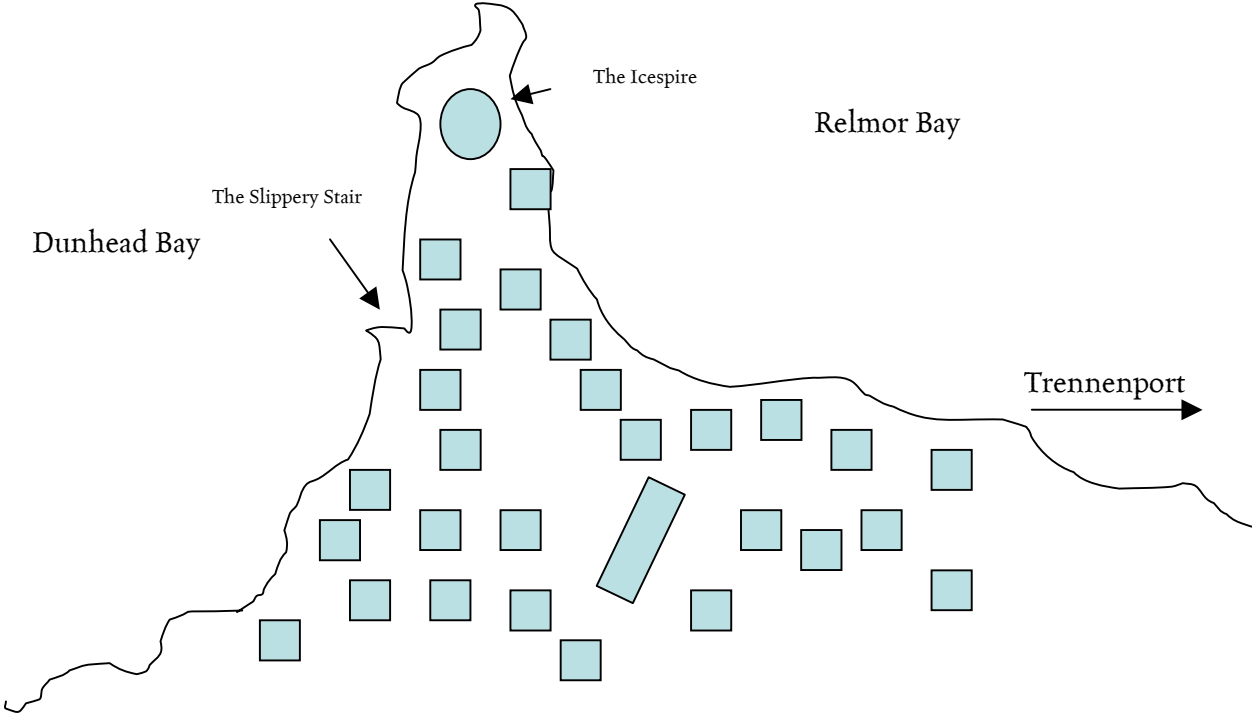 The Icespire
Relmor Bay
The Slippery Stair
Dunhead Bay
Trennenport